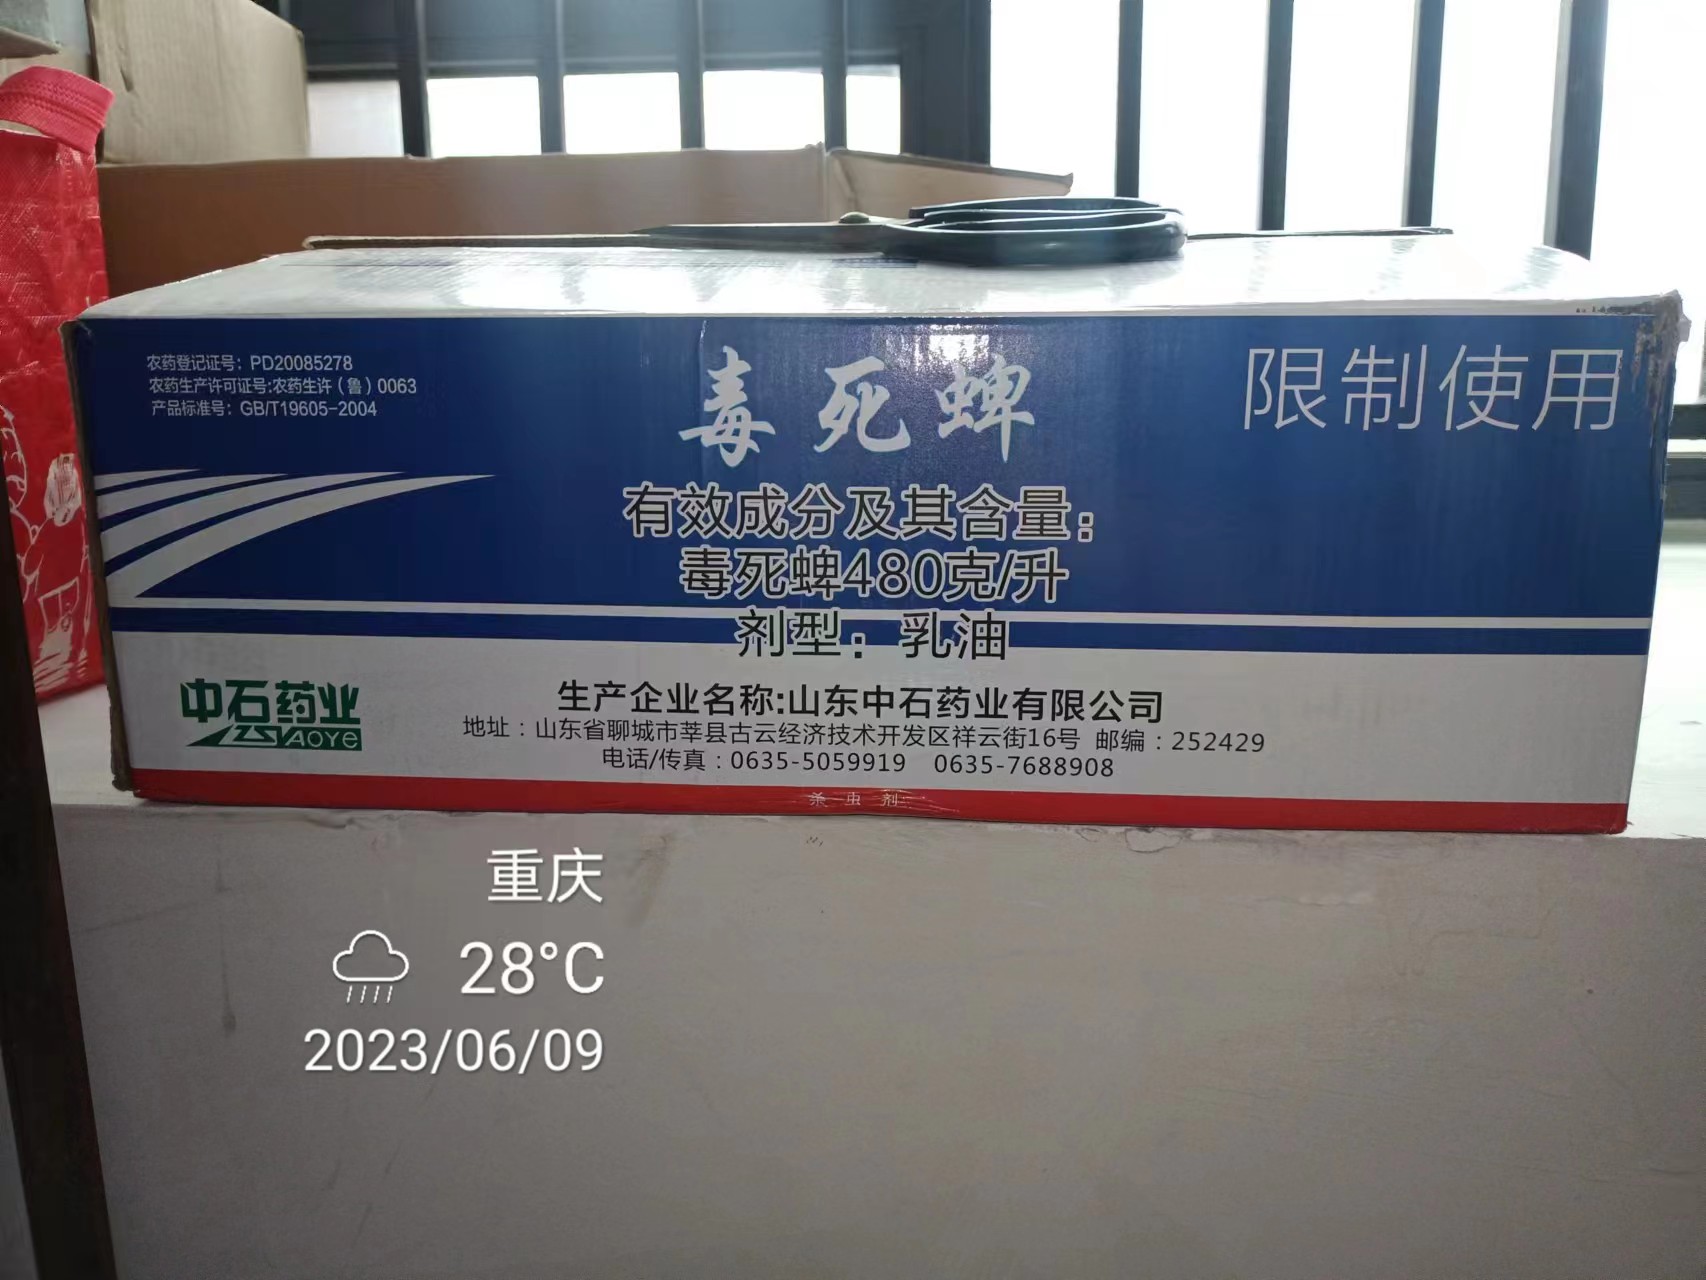 农药登记证号：PD20085278
农药生产许可证号:农药生许（鲁）0063
产品标准号：GB/T19605-2004
毒死蜱
限制使用
有效成分及其含量：
毒死蜱480克/升
剂型：乳油
中石药业
YAOYE
生产企业名称:山东中石药业有限公司
地址：山东省聊城市莘县古云经济技术开发区祥云街16号 邮编：252429
电话/传真：0635-5059919 0635-7688908
杀虫剂
重庆
28°C
2023/06/09